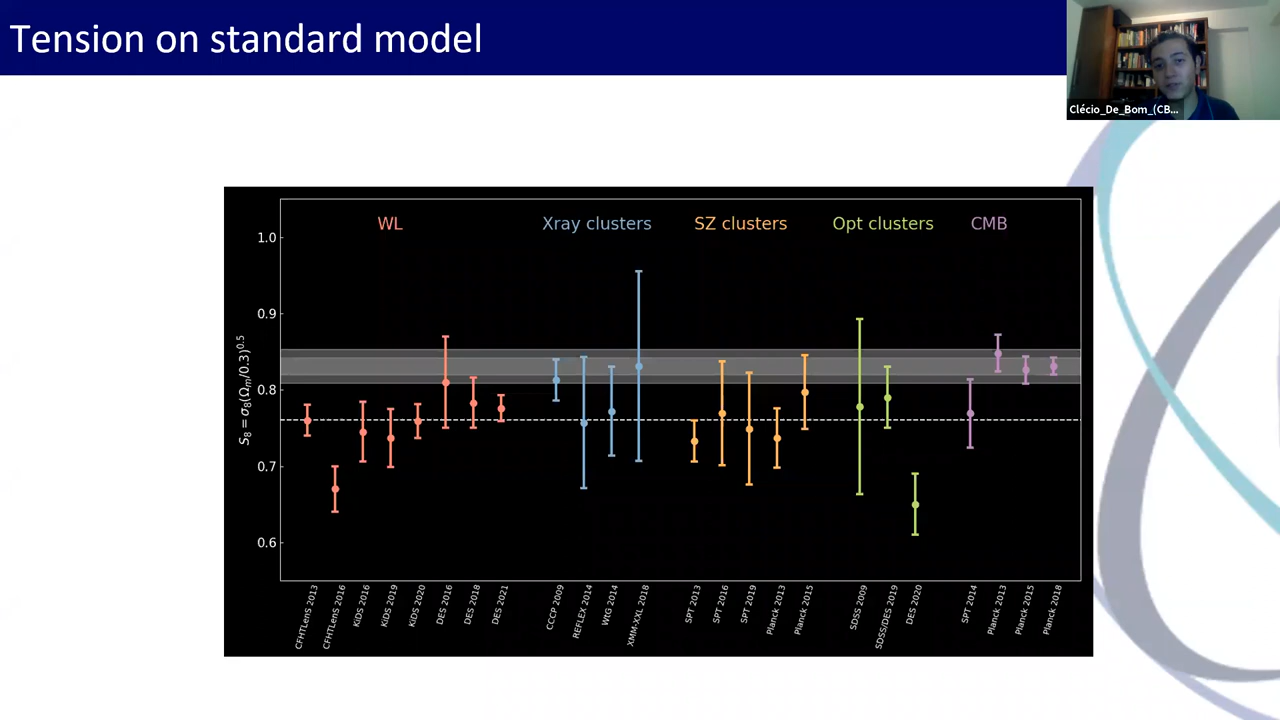 Tension on standard model
Clécio_De_Bom_(CB...
WL
Xray clusters
SZ clusters
Opt clusters
CMB
1.0
0.9
0.8
0.7
0.6
S₈ = σ₈(Ωₘ/0.3)⁰·⁵
CFHTLenS 2013
CFHTLenS 2016
KiDS 2016
KiDS 2019
KiDS 2020
DES 2016
DES 2018
DES 2021
CCCP 2009
REFLEX 2014
WtG 2014
XMM-XXL 2018
SPT 2013
SPT 2016
SPT 2019
Planck 2013
Planck 2015
SDSS 2009
SDSS/DES 2019
DES 2020
SPT 2014
Planck 2013
Planck 2015
Planck 2018